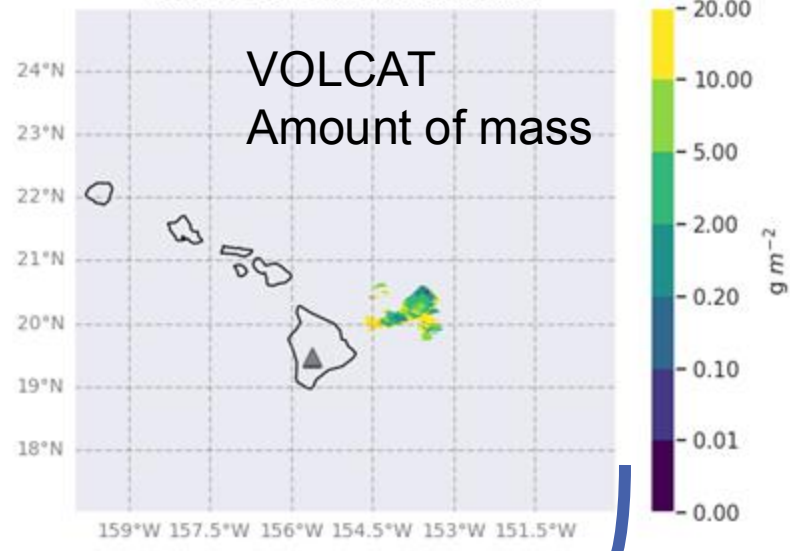 VOLCAT
Amount of mass
24°N
23°N
22°N
21°N
20°N
19°N
18°N
159°W 157.5°W 156°W 154.5°W 153°W 151.5°W
20.00
10.00
5.00
2.00
0.20
0.10
0.01
0.00
g m⁻²